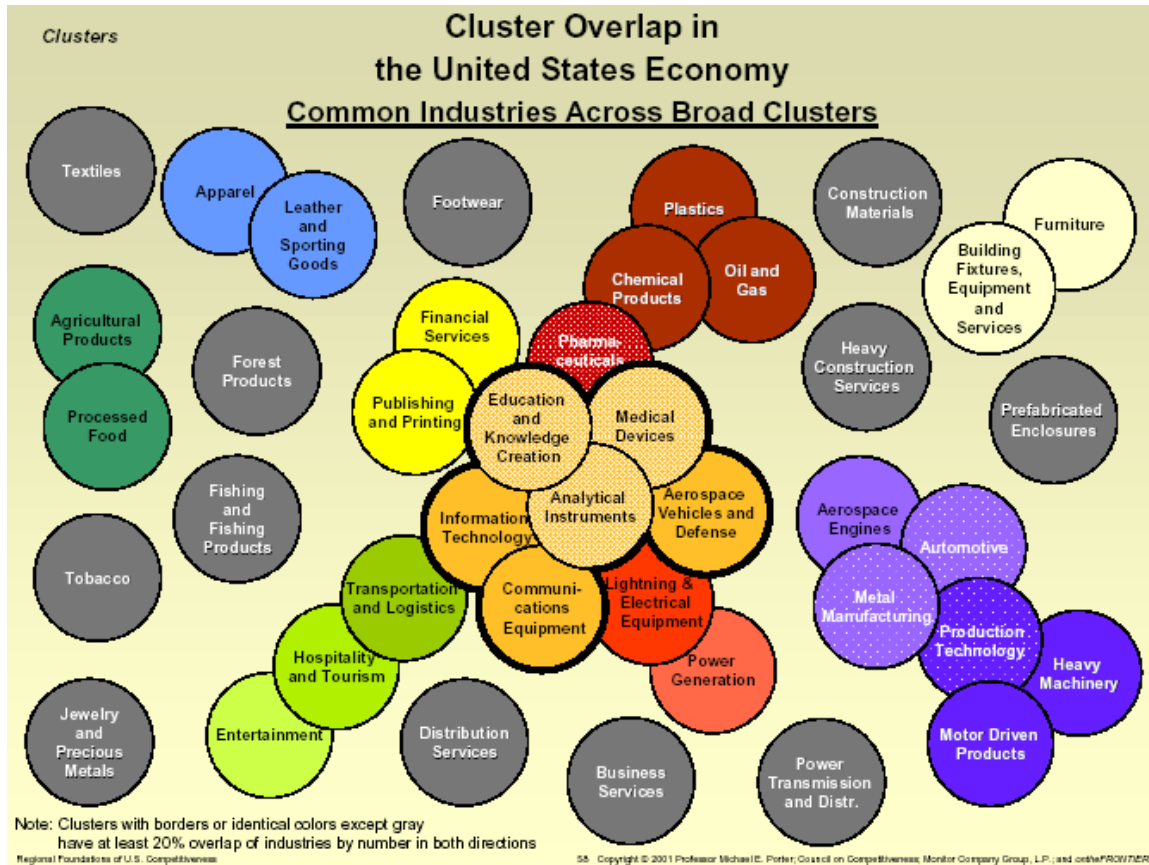 Clusters
Cluster Overlap in
the United States Economy
Common Industries Across Broad Clusters
Textiles
Apparel
Leather
and
Sporting
Goods
Footwear
Plastics
Chemical
Products
Oil and
Gas
Construction
Materials
Furniture
Building
Fixtures,
Equipment
and
Services
Agricultural
Products
Processed
Food
Forest
Products
Financial
Services
Publishing
and Printing
Pharma-
ceuticals
Education
and
Knowledge
Creation
Medical
Devices
Heavy
Construction
Services
Prefabricated
Enclosures
Fishing
and
Fishing
Products
Tobacco
Information
Technology
Analytical
Instruments
Aerospace
Vehicles and
Defense
Aerospace
Engines
Automotive
Metal
Manufacturing
Production
Technology
Heavy
Machinery
Motor Driven
Products
Transportation
and Logistics
Communi-
cations
Equipment
Lightning &
Electrical
Equipment
Power
Generation
Hospitality
and Tourism
Entertainment
Jewelry
and
Precious
Metals
Distribution
Services
Business
Services
Power
Transmission
and Distr.
Note: Clusters with borders or identical colors except gray
have at least 20% overlap of industries by number in both directions
Regional Foundations of U.S. Competitiveness
58 Copyright © 2001 Professor Michael E. Porter; Council on Competitiveness; Monitor Company Group, L.P.; and ontheFRONTIER